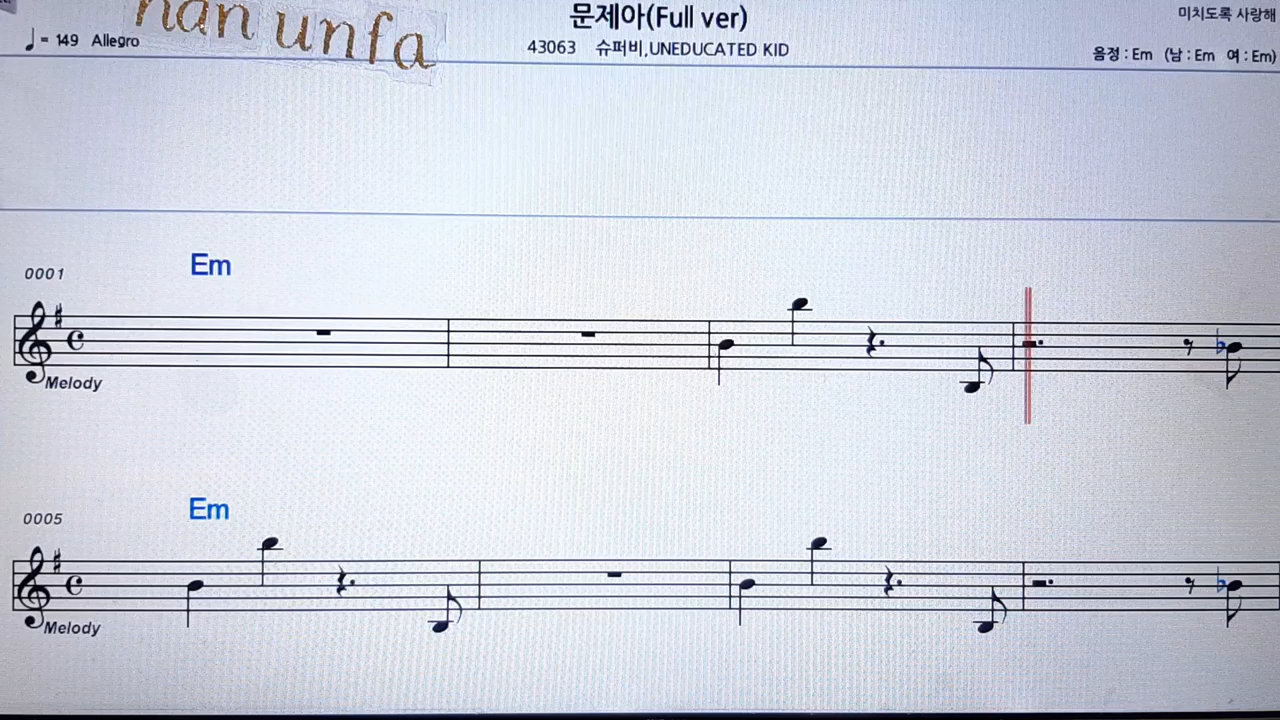 nan unfa
문제아(Full ver)
미치도록 사랑해
♩ = 149 Allegro
43063 슈퍼비,UNEDUCATED KID
음정 : Em (남 : Em 여 : Em)
0001
Em
Melody
0005
Em
Melody